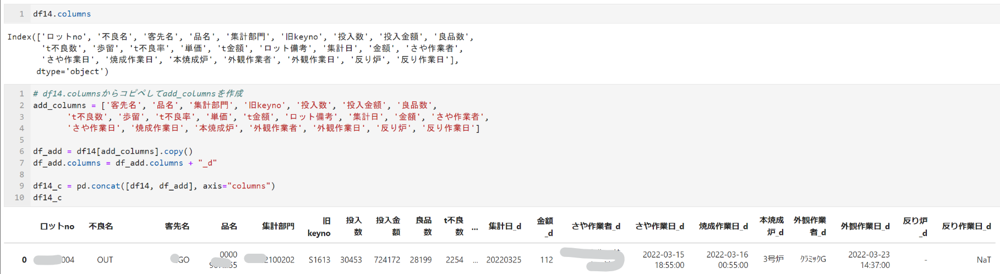 1 df14.columns
Index(['ロットno', '不良名', '客先名', '品名', '集計部門', '旧keyno', '投入数', '投入金額', '良品数',
't不良数', '歩留', 't不良率', '単価', 't金額', 'ロット備考', '集計日', '金額', 'さや作業者',
'さや作業日', '焼成作業日', '本焼成炉', '外観作業者', '外観作業日', '反り炉', '反り作業日'],
dtype='object')
1 # df14.columnsからコピペしてadd_columnsを作成
2 add_columns = ['客先名', '品名', '集計部門', '旧keyno', '投入数', '投入金額', '良品数',
3 't不良数', '歩留', 't不良率', '単価', 't金額', 'ロット備考', '集計日', '金額', 'さや作業者',
4 'さや作業日', '焼成作業日', '本焼成炉', '外観作業者', '外観作業日', '反り炉', '反り作業日']
5
6 df_add = df14[add_columns].copy()
7 df_add.columns = df_add.columns + "_d"
8
9 df14_c = pd.concat([df14, df_add], axis="columns")
10 df14_c
ロットno 不良名 客先名 品名 集計部門 旧keyno 投入数 投入金額 良品数 t不良数 ... 集計日_d 金額_d さや作業者_d さや作業日_d 焼成作業日_d 本焼成炉_d 外観作業者_d 外観作業日_d 反り炉_d 反り作業日_d
0 004 OUT GO 0000 2100202 S1613 30453 724172 28199 2254 ... 20220325 112 2022-03-15 18:55:00 2022-03-16 00:55:00 3号炉 ｸﾗﾐｯｸG 2022-03-23 14:37:00 - NaT